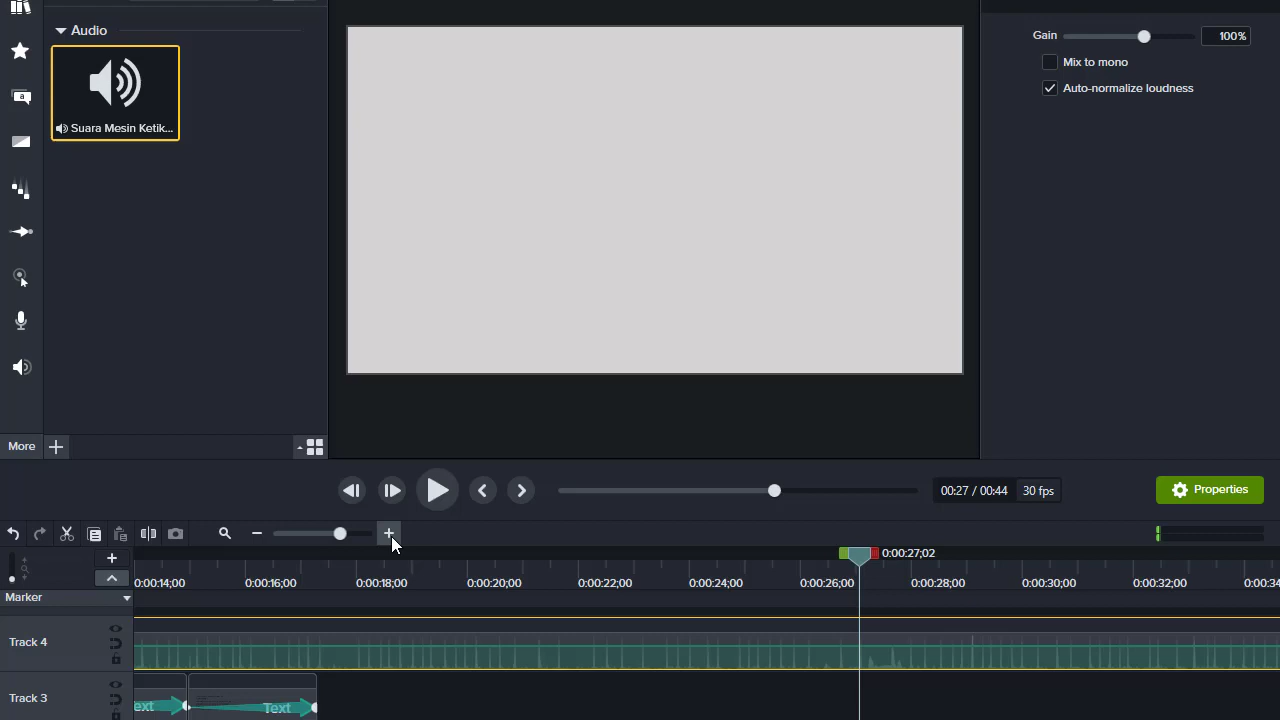 Audio
Suara Mesin Ketik...
Gain
100%
Mix to mono
Auto-normalize loudness
a
More
00:27 / 00:44
30 fps
Properties
0:00:27;02
0:00:14;00
0:00:16;00
0:00:18;00
0:00:20;00
0:00:22;00
0:00:24;00
0:00:26;00
0:00:28;00
0:00:30;00
0:00:32;00
0:00:34
Marker
Track 4
Track 3
ext
Text